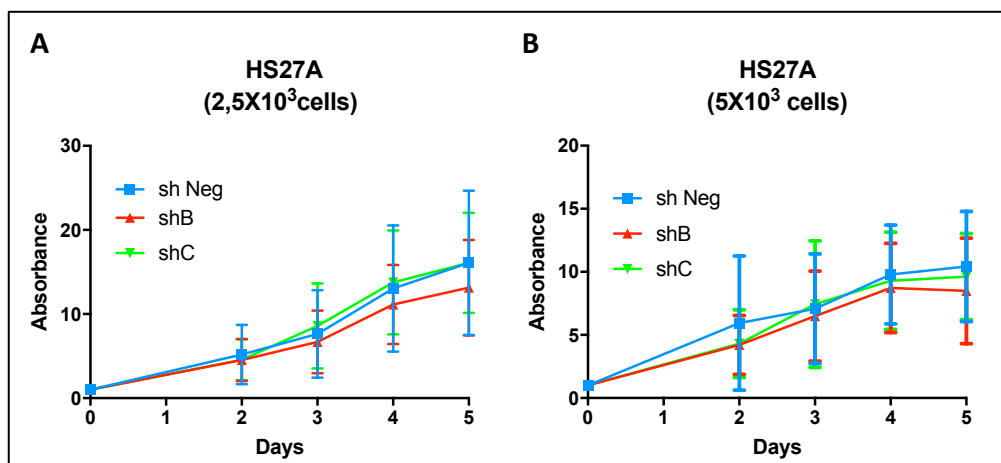 A
HS27A
(2,5X10³cells)
30
20
10
0
Absorbance
sh Neg
shB
shC
0 1 2 3 4 5
Days
B
HS27A
(5X10³ cells)
20
15
10
5
0
Absorbance
sh Neg
shB
shC
0 1 2 3 4 5
Days